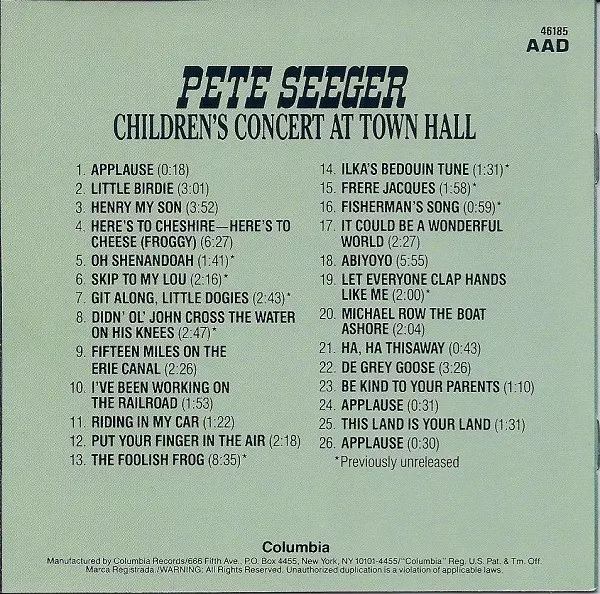 46185
AAD
PETE SEEGER
CHILDREN'S CONCERT AT TOWN HALL
1. APPLAUSE (0:18)
2. LITTLE BIRDIE (3:01)
3. HENRY MY SON (3:52)
4. HERE'S TO CHESHIRE—HERE'S TO
CHEESE (FROGGY) (6:27)
5. OH SHENANDOAH (1:41)*
6. SKIP TO MY LOU (2:16)*
7. GIT ALONG, LITTLE DOGIES (2:43)*
8. DIDN' OL' JOHN CROSS THE WATER
ON HIS KNEES (2:47)*
9. FIFTEEN MILES ON THE
ERIE CANAL (2:26)
10. I'VE BEEN WORKING ON
THE RAILROAD (1:53)
11. RIDING IN MY CAR (1:22)
12. PUT YOUR FINGER IN THE AIR (2:18)
13. THE FOOLISH FROG (8:35)*
14. ILKA'S BEDOUIN TUNE (1:31)*
15. FRERE JACQUES (1:58)*
16. FISHERMAN'S SONG (0:59)*
17. IT COULD BE A WONDERFUL
WORLD (2:27)
18. ABIYOYO (5:55)
19. LET EVERYONE CLAP HANDS
LIKE ME (2:00)*
20. MICHAEL ROW THE BOAT
ASHORE (2:04)
21. HA, HA THISAWAY (0:43)
22. DE GREY GOOSE (3:26)
23. BE KIND TO YOUR PARENTS (1:10)
24. APPLAUSE (0:31)
25. THIS LAND IS YOUR LAND (1:31)
26. APPLAUSE (0:30)
*Previously unreleased
Columbia
Manufactured by Columbia Records/666 Fifth Ave., P.O. Box 4455, New York, NY 10101-4455/"Columbia" Reg. U.S. Pat. & Tm. Off.
Marca Registrada./WARNING: All Rights Reserved. Unauthorized duplication is a violation of applicable laws.